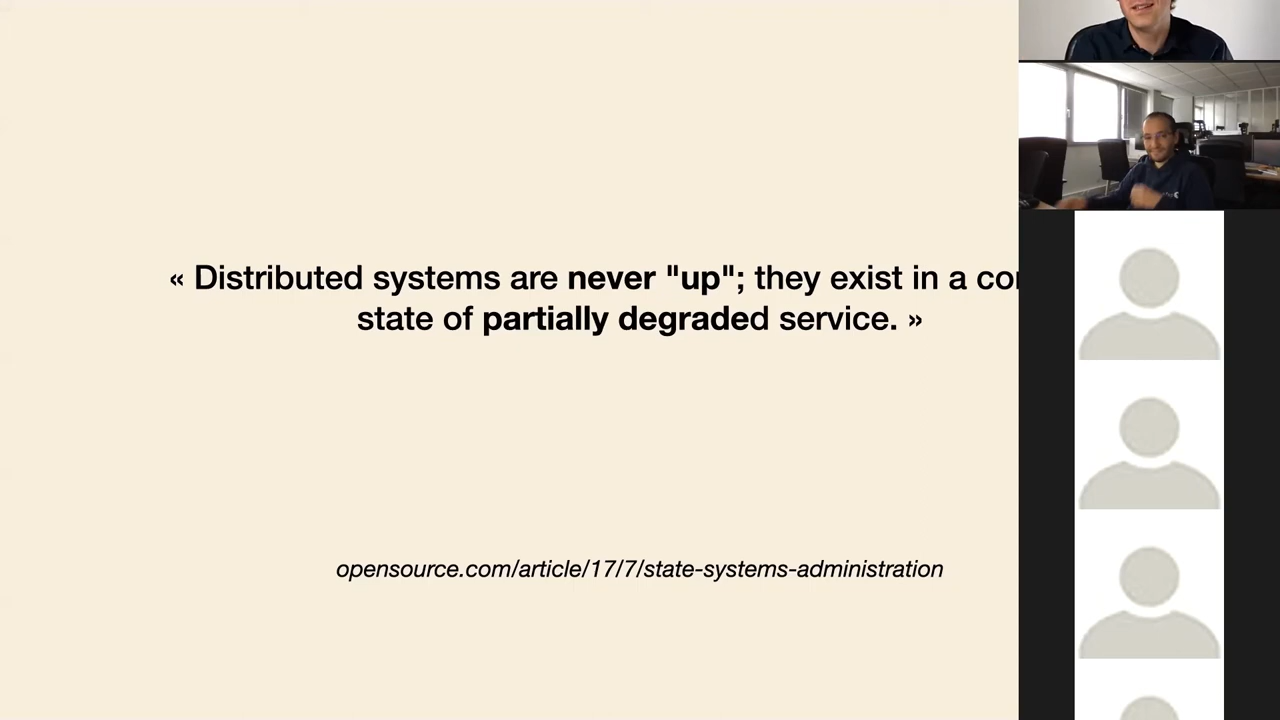 « Distributed systems are never "up"; they exist in a
state of partially degraded service. »
opensource.com/article/17/7/state-systems-administration